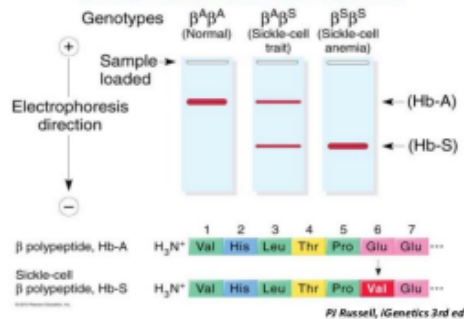 Genotypes
βᴬβᴬ
(Normal)
βᴬβˢ
(Sickle-cell
trait)
βˢβˢ
(Sickle-cell
anemia)
+
Sample
loaded
Electrophoresis
direction
−
(Hb-A)
(Hb-S)
1 2 3 4 5 6 7
β polypeptide, Hb-A H₃N⁺ Val His Leu Thr Pro Glu Glu ...
Sickle-cell
β polypeptide, Hb-S H₃N⁺ Val His Leu Thr Pro Val Glu ...
PJ Russell, iGenetics 3rd ed